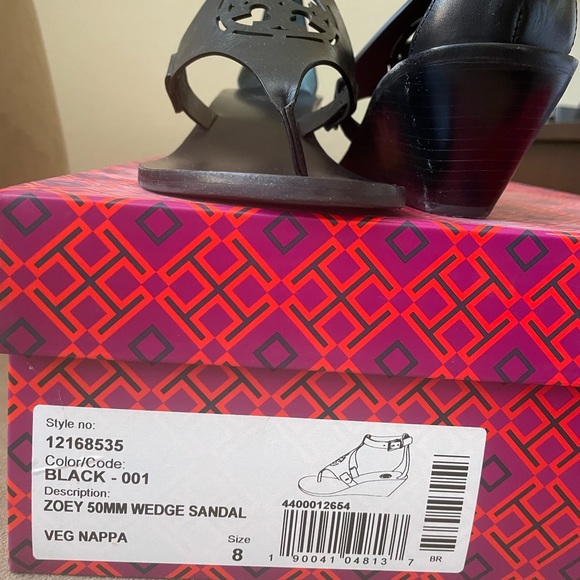 Style no:
12168535
Color/Code:
BLACK - 001
Description:
ZOEY 50MM WEDGE SANDAL
4400012654
VEG NAPPA
Size
8
1 90041 04813 7
BR